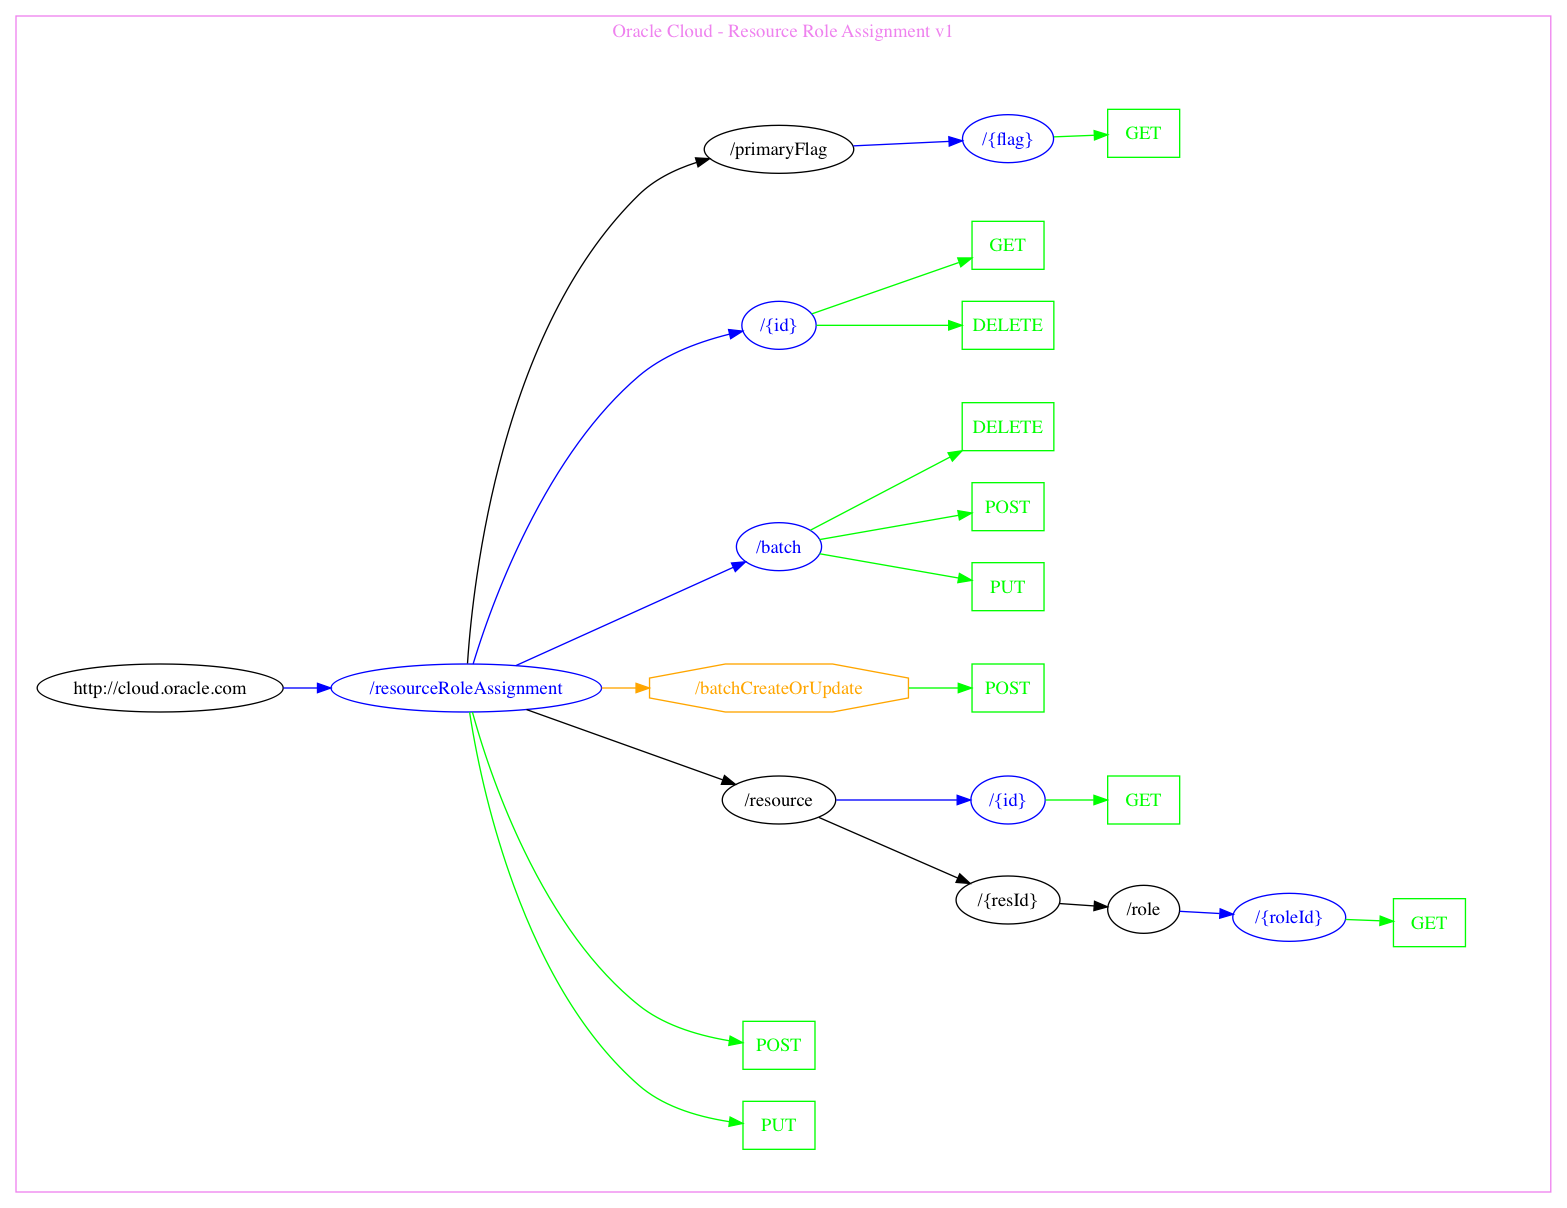 Oracle Cloud - Resource Role Assignment v1
/primaryFlag
/{flag}
GET
GET
/{id}
DELETE
DELETE
POST
/batch
PUT
http://cloud.oracle.com
/resourceRoleAssignment
/batchCreateOrUpdate
POST
/resource
/{id}
GET
/{resId}
/role
/{roleId}
GET
POST
PUT